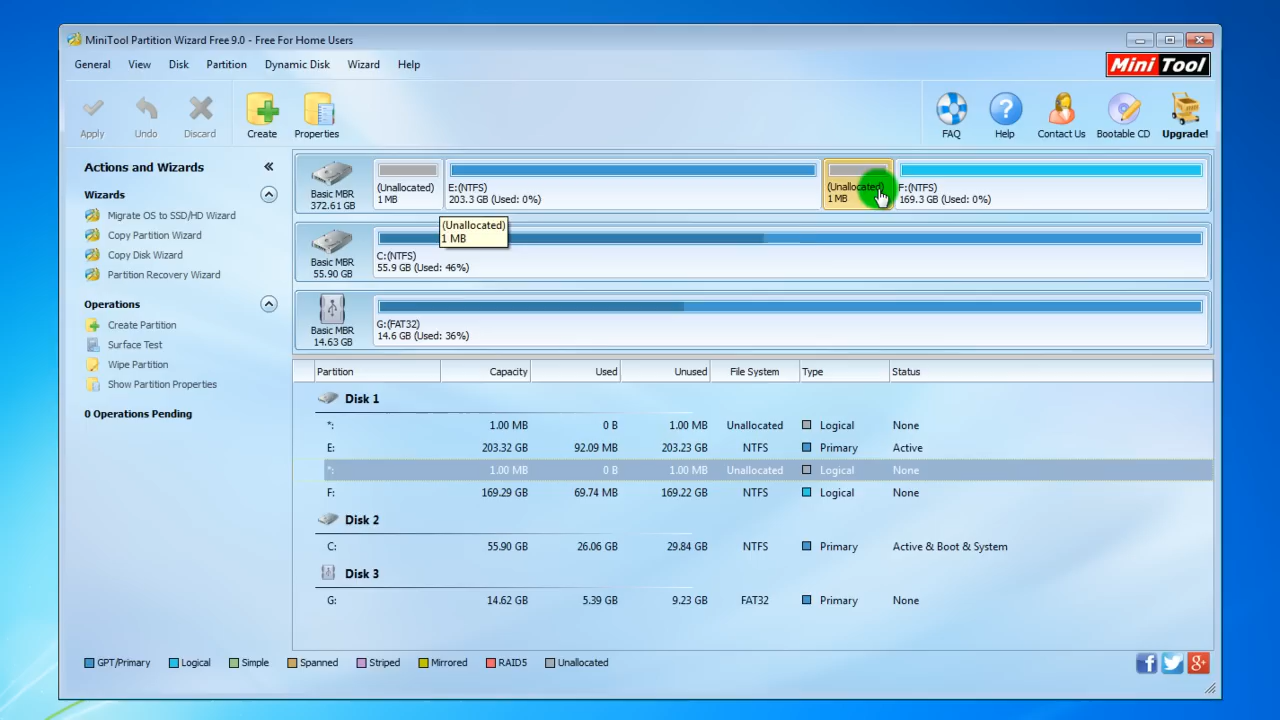 MiniTool Partition Wizard Free 9.0 - Free For Home Users
General View Disk Partition Dynamic Disk Wizard Help
Mini Tool
Apply Undo Discard Create Properties FAQ Help Contact Us Bootable CD Upgrade!
Actions and Wizards
Wizards
Migrate OS to SSD/HD Wizard
Copy Partition Wizard
Copy Disk Wizard
Partition Recovery Wizard
Operations
Create Partition
Surface Test
Wipe Partition
Show Partition Properties
0 Operations Pending
Basic MBR
372.61 GB
(Unallocated)
1 MB
E:(NTFS)
203.3 GB (Used: 0%)
(Unallocated)
1 MB
F:(NTFS)
169.3 GB (Used: 0%)
(Unallocated)
1 MB
Basic MBR
55.90 GB
C:(NTFS)
55.9 GB (Used: 46%)
Basic MBR
14.63 GB
G:(FAT32)
14.6 GB (Used: 36%)
Partition Capacity Used Unused File System Type Status
Disk 1
*: 1.00 MB 0 B 1.00 MB Unallocated Logical None
E: 203.32 GB 92.09 MB 203.23 GB NTFS Primary Active
*: 1.00 MB 0 B 1.00 MB Unallocated Logical None
F: 169.29 GB 69.74 MB 169.22 GB NTFS Logical None
Disk 2
C: 55.90 GB 26.06 GB 29.84 GB NTFS Primary Active & Boot & System
Disk 3
G: 14.62 GB 5.39 GB 9.23 GB FAT32 Primary None
GPT/Primary Logical Simple Spanned Striped Mirrored RAID5 Unallocated